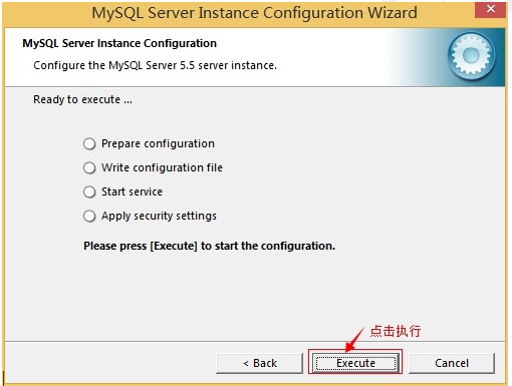 MySQL Server Instance Configuration Wizard
MySQL Server Instance Configuration
Configure the MySQL Server 5.5 server instance.
Ready to execute ...
Prepare configuration
Write configuration file
Start service
Apply security settings
Please press [Execute] to start the configuration.
点击执行
< Back
Execute
Cancel